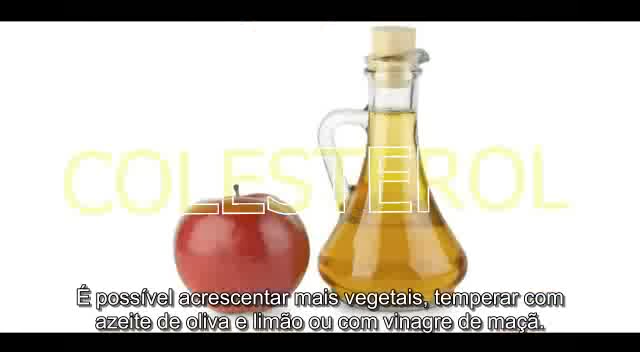 COLESTEROL
É possível acrescentar mais vegetais, temperar com
azeite de oliva e limão ou com vinagre de maçã.